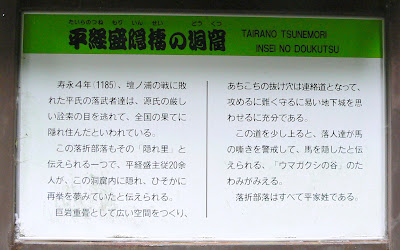 たいらのつね もり いん せい どう くつ
平経盛隠棲の洞窟
TAIRANO TSUNEMORI
INSEI NO DOUKUTSU
寿永4年(1185)、壇ノ浦の戦に敗
れた平氏の落武者達は、源氏の厳し
い詮索の目を逃れて、全国の果てに
隠れ住んだといわれている。
この落折部落もその「隠れ里」と
伝えられる一つで、平経盛主従20余
人が、この洞窟内に隠れ、ひそかに
再挙を夢みていたと伝えられる。
巨岩重畳として広い空間をつくり、
あちこちの抜け穴は連絡道となって、
攻めるに難く守るに易い地下城を思
わせるに充分である。
この道を少し上ると、落人達が馬
の嘶きを警戒して、馬を隠したと伝
えられる、「ウマガクシの谷」のた
わみがみえる。
落折部落はすべて平家姓である。